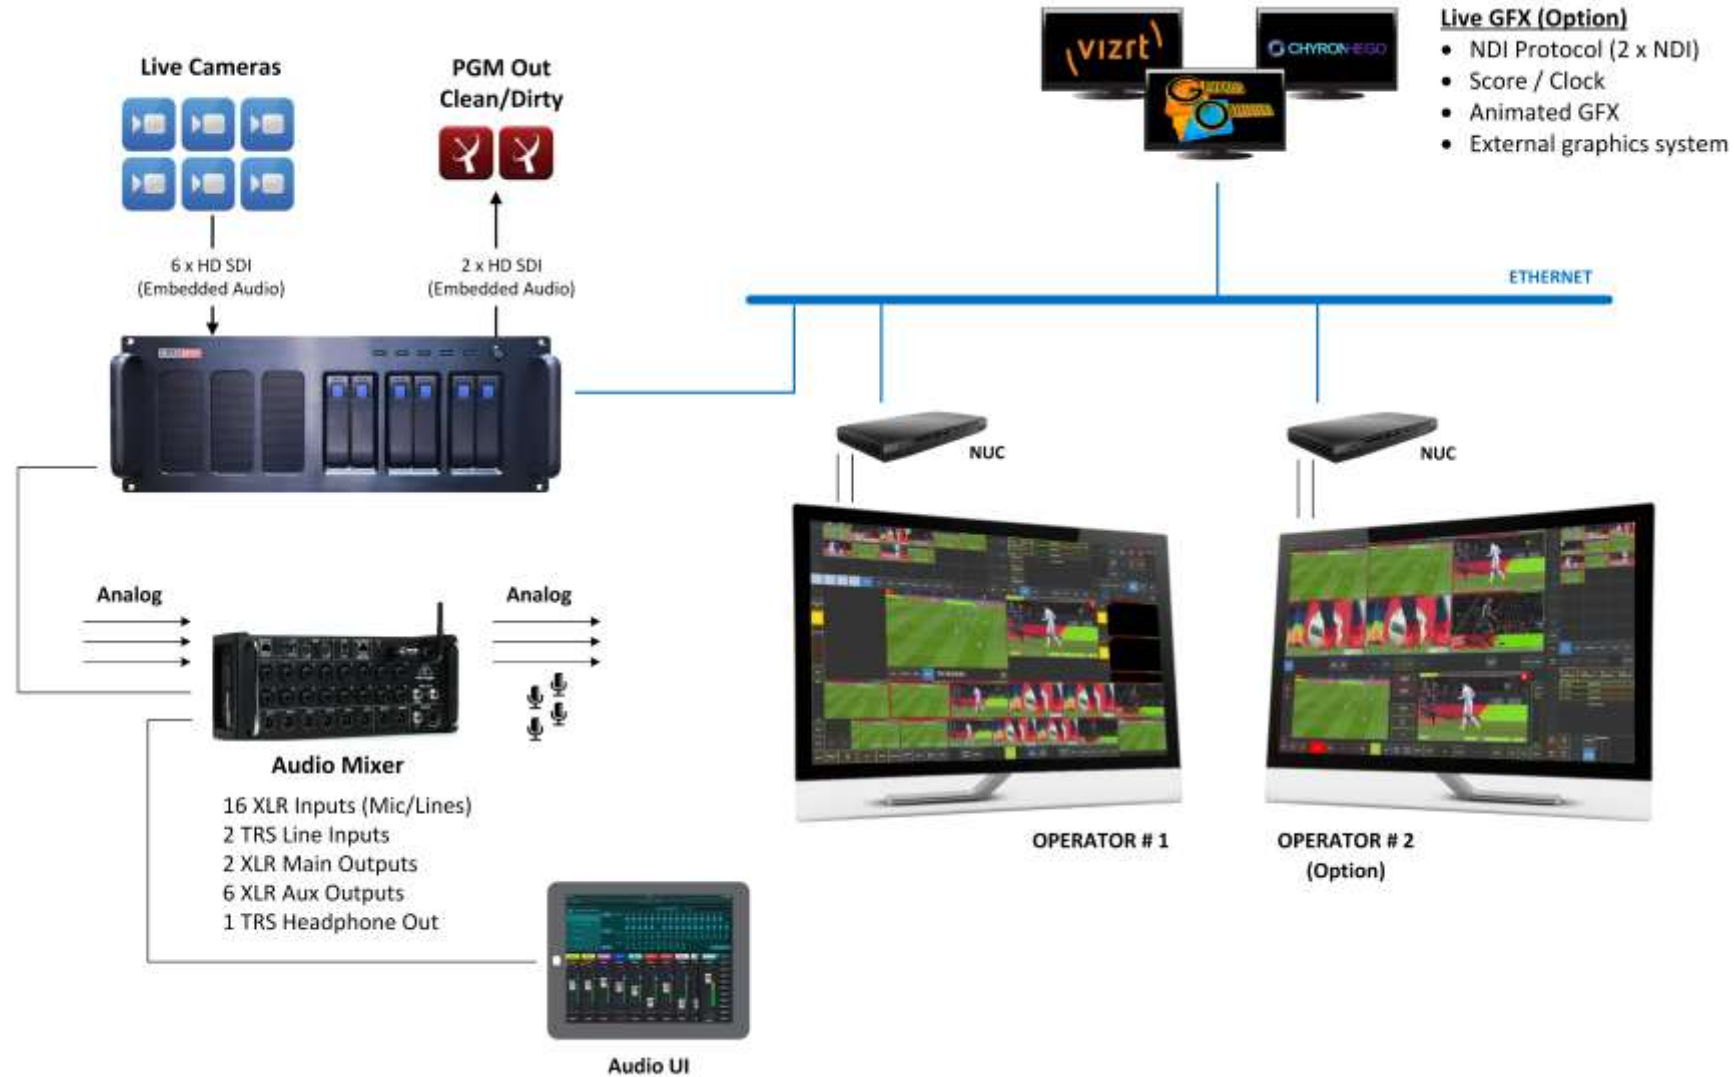 Live Cameras
PGM Out
Clean/Dirty
6 x HD SDI
(Embedded Audio)
2 x HD SDI
(Embedded Audio)
vizrt
CHYRONHEGO
Live GFX (Option)
• NDI Protocol (2 x NDI)
• Score / Clock
• Animated GFX
• External graphics system
ETHERNET
NUC
NUC
Analog
Analog
Audio Mixer
16 XLR Inputs (Mic/Lines)
2 TRS Line Inputs
2 XLR Main Outputs
6 XLR Aux Outputs
1 TRS Headphone Out
OPERATOR # 1
OPERATOR # 2
(Option)
Audio UI